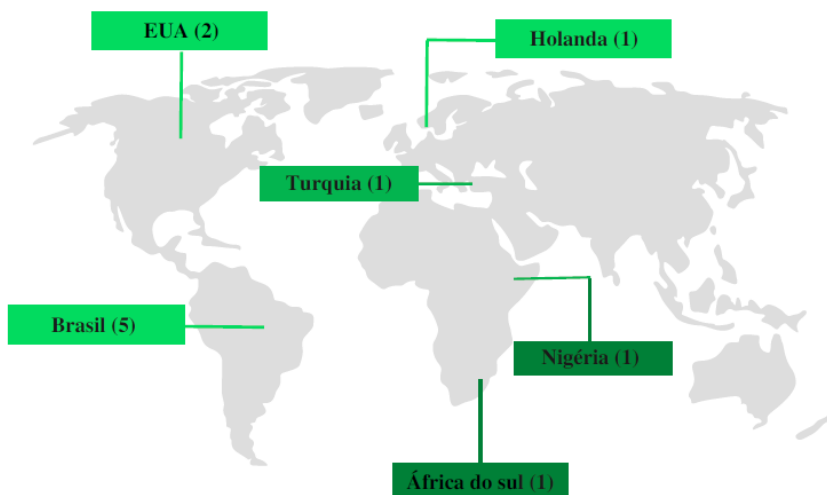 EUA (2)
Holanda (1)
Turquia (1)
Brasil (5)
Nigéria (1)
África do sul (1)